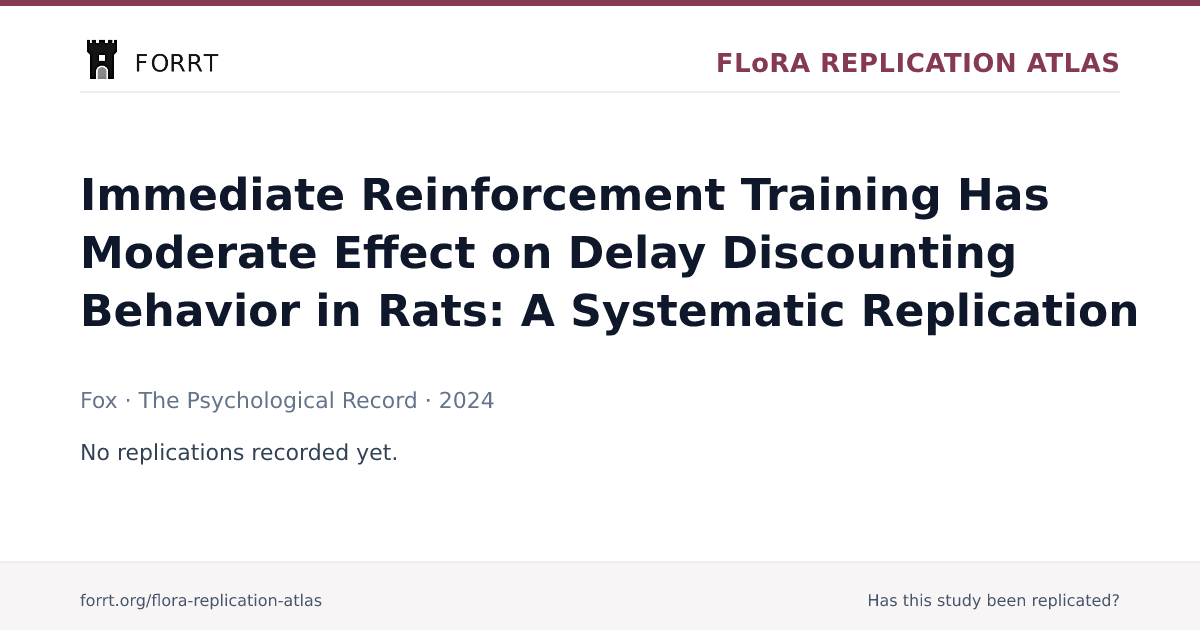 FORRT
FLoRA REPLICATION ATLAS
Immediate Reinforcement Training Has
Moderate Effect on Delay Discounting
Behavior in Rats: A Systematic Replication
Fox · The Psychological Record · 2024
No replications recorded yet.
forrt.org/flora-replication-atlas
Has this study been replicated?